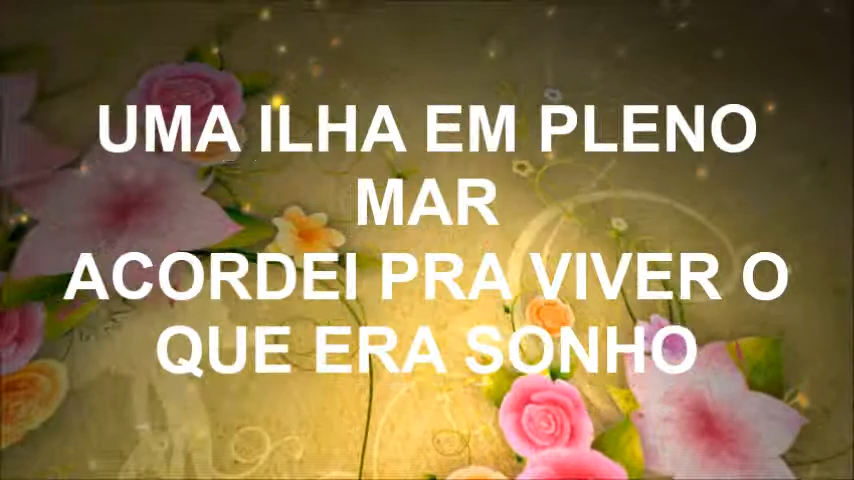 UMA ILHA EM PLENO
MAR
ACORDEI PRA VIVER O
QUE ERA SONHO